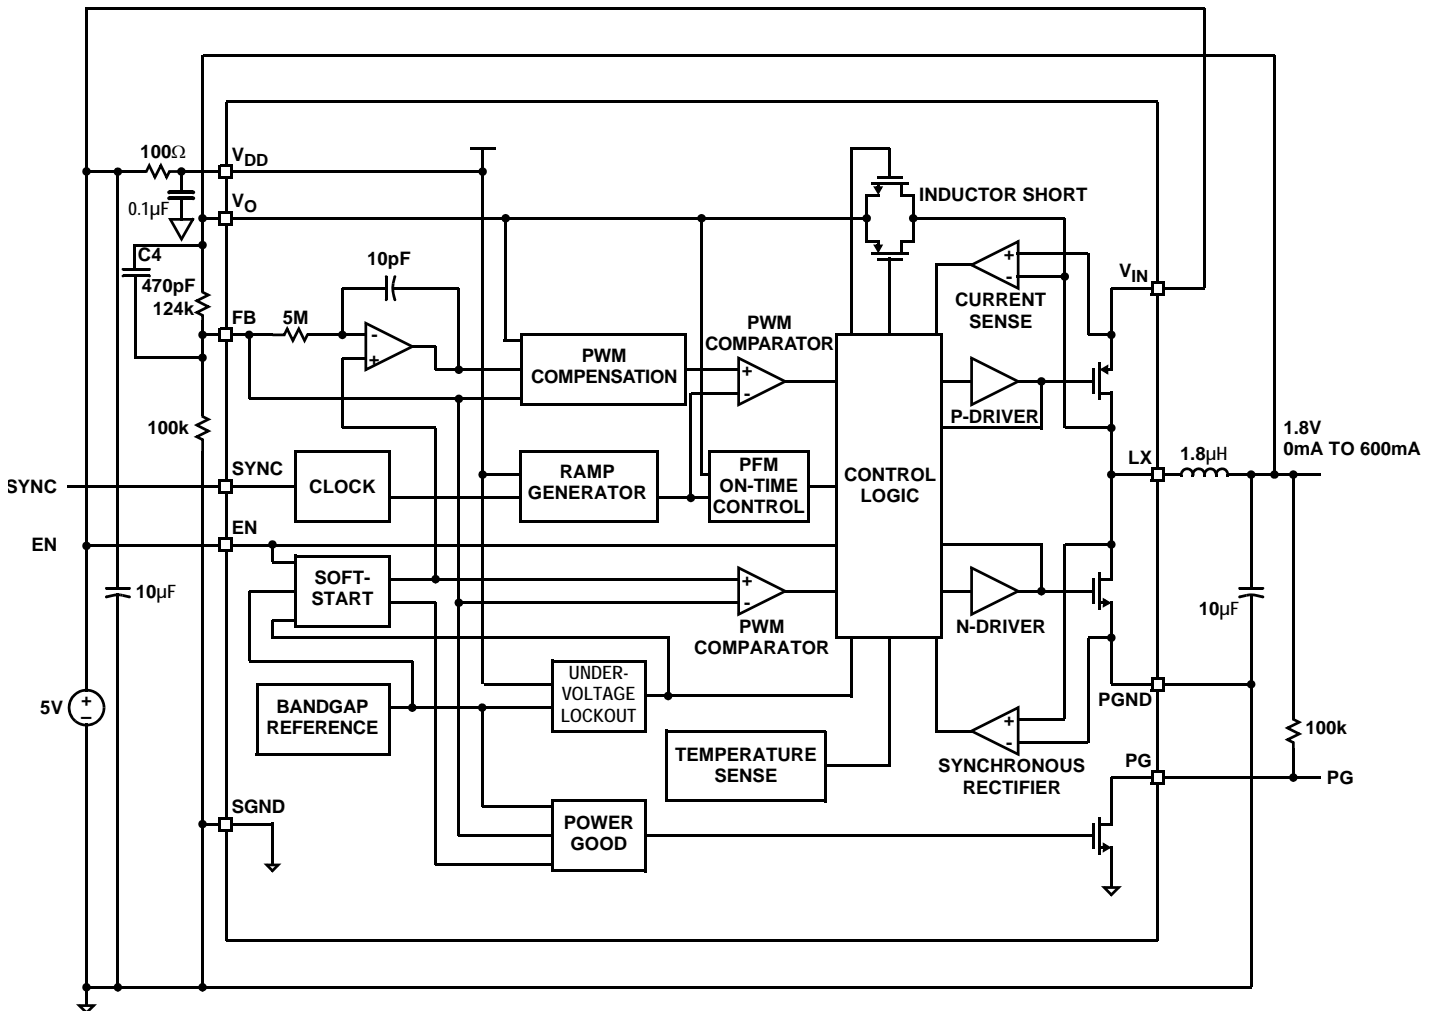 100Ω
VDD
0.1µF
VO
INDUCTOR SHORT
C4
10pF
+
-
VIN
470pF
124k
CURRENT
SENSE
FB
5M
-
+
PWM
COMPARATOR
PWM
COMPENSATION
+
-
P-DRIVER
100k
1.8V
0mA TO 600mA
SYNC
SYNC
CLOCK
RAMP
GENERATOR
PFM
ON-TIME
CONTROL
CONTROL
LOGIC
LX
1.8µH
EN
EN
SOFT-
START
10µF
+
-
PWM
COMPARATOR
N-DRIVER
10µF
UNDER-
VOLTAGE
LOCKOUT
5V
+
–
BANDGAP
REFERENCE
PGND
+
-
SYNCHRONOUS
RECTIFIER
100k
TEMPERATURE
SENSE
PG
PG
SGND
POWER
GOOD